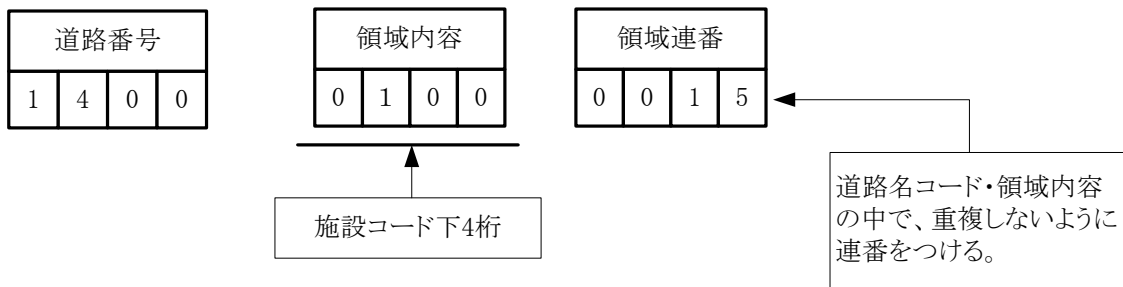 道路番号 領域内容 領域連番
1 4 0 0 0 1 0 0 0 0 1 5
施設コード下4桁
道路名コード・領域内容
の中で、重複しないように
連番をつける。